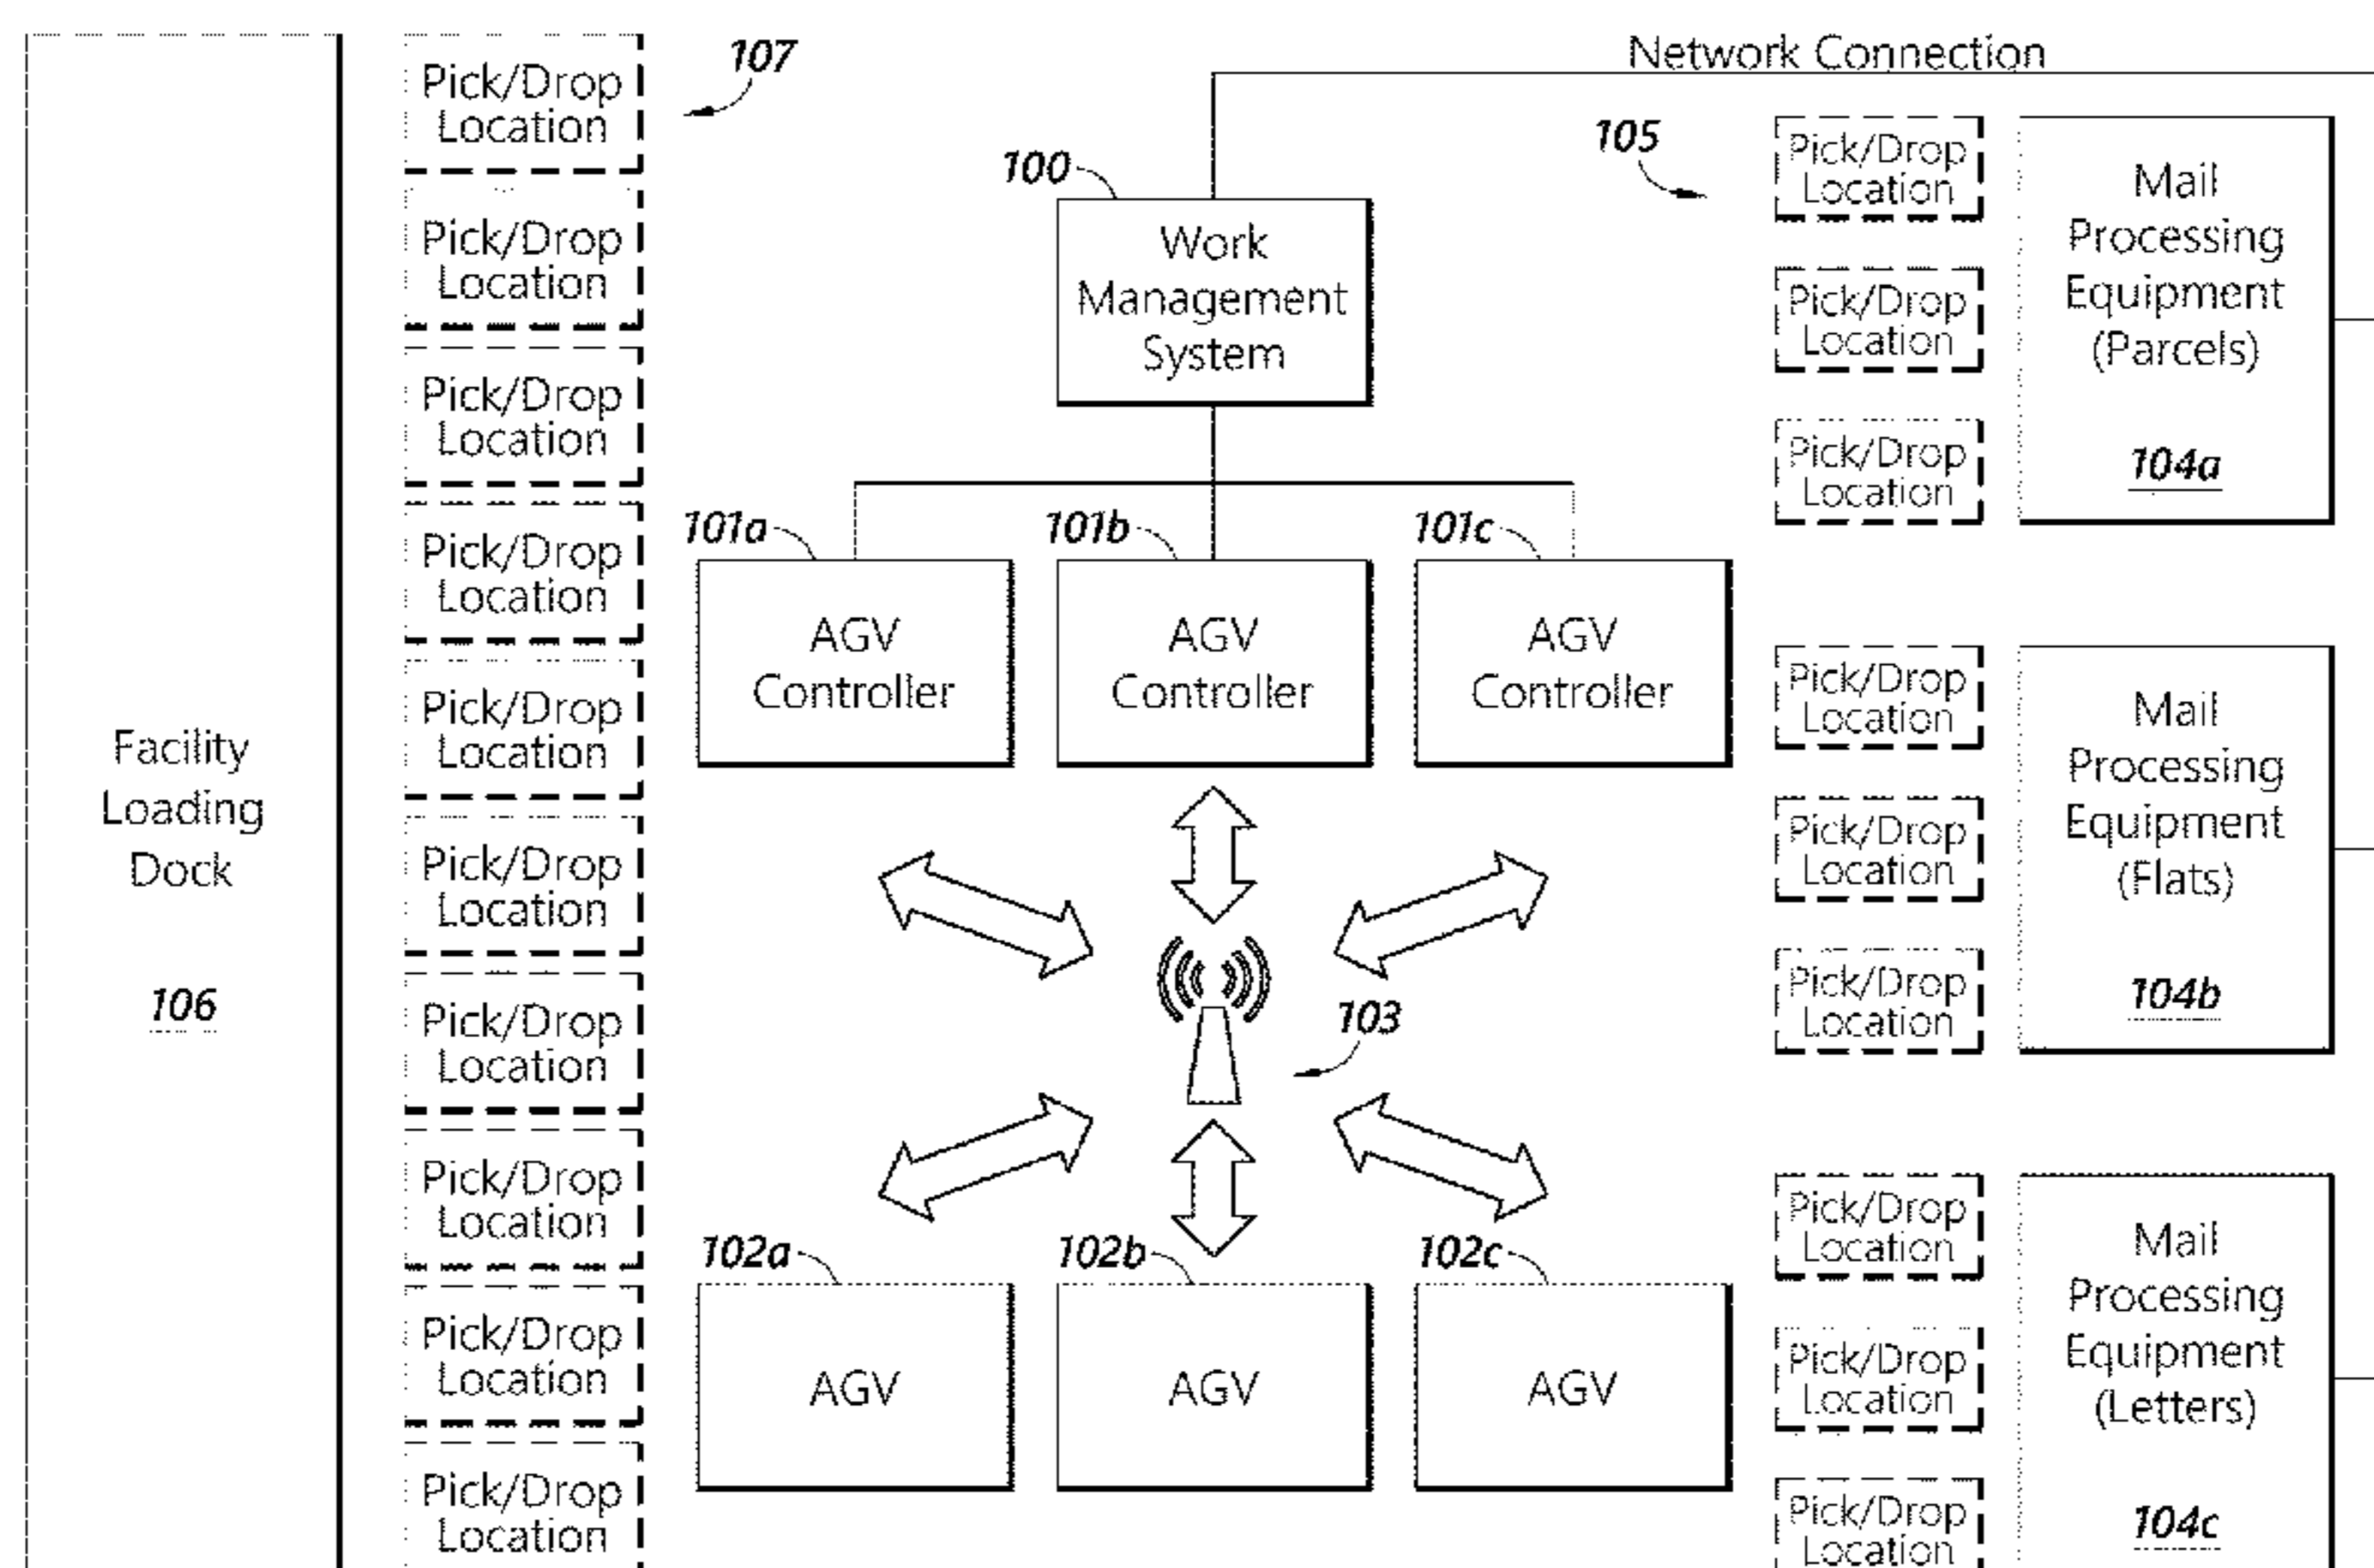 Facility
Loading
Dock
106
Pick/Drop
Location
Pick/Drop
Location
Pick/Drop
Location
Pick/Drop
Location
Pick/Drop
Location
Pick/Drop
Location
Pick/Drop
Location
Pick/Drop
Location
Pick/Drop
Location
Pick/Drop
Location
107
Network Connection
100
Work
Management
System
101a
AGV
Controller
101b
AGV
Controller
101c
AGV
Controller
103
102a
AGV
102b
AGV
102c
AGV
105
Pick/Drop
Location
Pick/Drop
Location
Pick/Drop
Location
Mail
Processing
Equipment
(Parcels)
104a
Pick/Drop
Location
Pick/Drop
Location
Pick/Drop
Location
Mail
Processing
Equipment
(Flats)
104b
Pick/Drop
Location
Pick/Drop
Location
Pick/Drop
Location
Mail
Processing
Equipment
(Letters)
104c